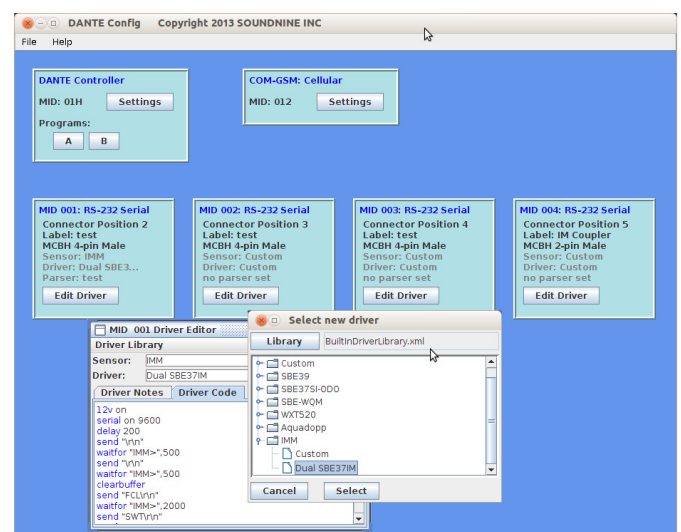 DANTE Config Copyright 2013 SOUNDNINE INC
File Help
DANTE Controller
MID: 01H Settings
Programs:
A B
COM-GSM: Cellular
MID: 012 Settings
MID 001: RS-232 Serial
Connector Position 2
Label: test
MCBH 4-pin Male
Sensor: IMM
Driver: Dual SBE3...
Parser: test
Edit Driver
MID 002: RS-232 Serial
Connector Position 3
Label: test
MCBH 4-pin Male
Sensor: Custom
Driver: Custom
no parser set
Edit Driver
MID 003: RS-232 Serial
Connector Position 4
Label: test
MCBH 4-pin Male
Sensor: Custom
Driver: Custom
no parser set
Edit Driver
MID 004: RS-232 Serial
Connector Position 5
Label: IM Coupler
MCBH 2-pin Male
Sensor: Custom
Driver: Custom
no parser set
Edit Driver
MID 001 Driver Editor
Driver Library
Sensor: IMM
Driver: Dual SBE37IM
Driver Notes Driver Code
12v on
serial on 9600
delay 200
send "\r\n"
waitfor "IMM>",500
send "\r\n"
waitfor "IMM>",500
clearbuffer
send "FCL\r\n"
waitfor "IMM>",2000
send "SWT\r\n"
Select new driver
Library BuiltInDriverLibrary.xml
Custom
SBE39
SBE37SI-ODO
SBE-WQM
WXT520
Aquadopp
IMM
Custom
Dual SBE37IM
Cancel Select